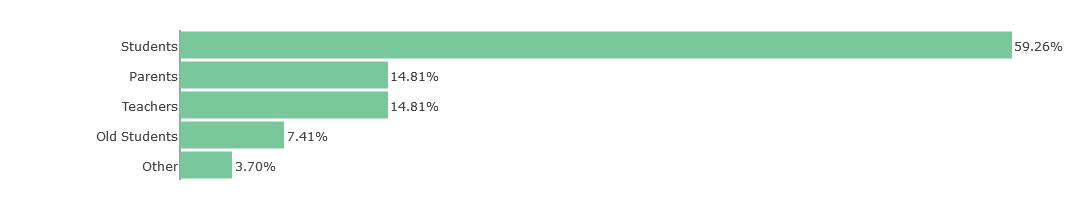 Students 59.26%
Parents 14.81%
Teachers 14.81%
Old Students 7.41%
Other 3.70%